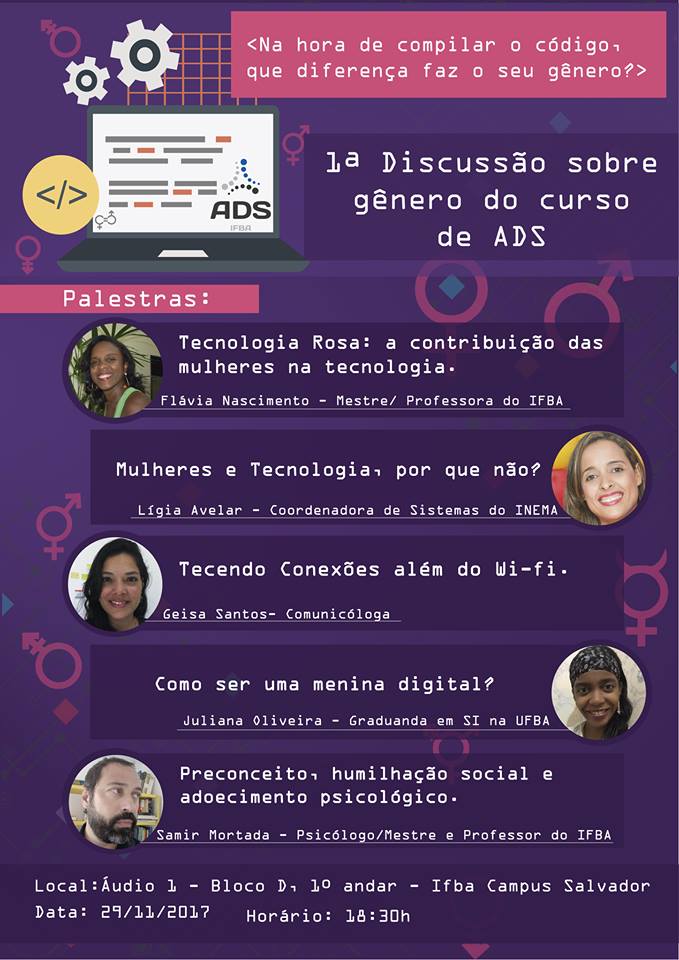 <Na hora de compilar o código,
que diferença faz o seu gênero?>
</>
ADS
IFBA
1ª Discussão sobre
gênero do curso
de ADS
Palestras:
Tecnologia Rosa: a contribuição das
mulheres na tecnologia.
Flávia Nascimento - Mestre/ Professora do IFBA
Mulheres e Tecnologia, por que não?
Lígia Avelar - Coordenadora de Sistemas do INEMA
Tecendo Conexões além do Wi-fi.
Geisa Santos- Comunicóloga
Como ser uma menina digital?
Juliana Oliveira - Graduanda em SI na UFBA
Preconceito, humilhação social e
adoecimento psicológico.
Samir Mortada - Psicólogo/Mestre e Professor do IFBA
Local:Áudio 1 - Bloco D, 1º andar - Ifba Campus Salvador
Data: 29/11/2017 Horário: 18:30h